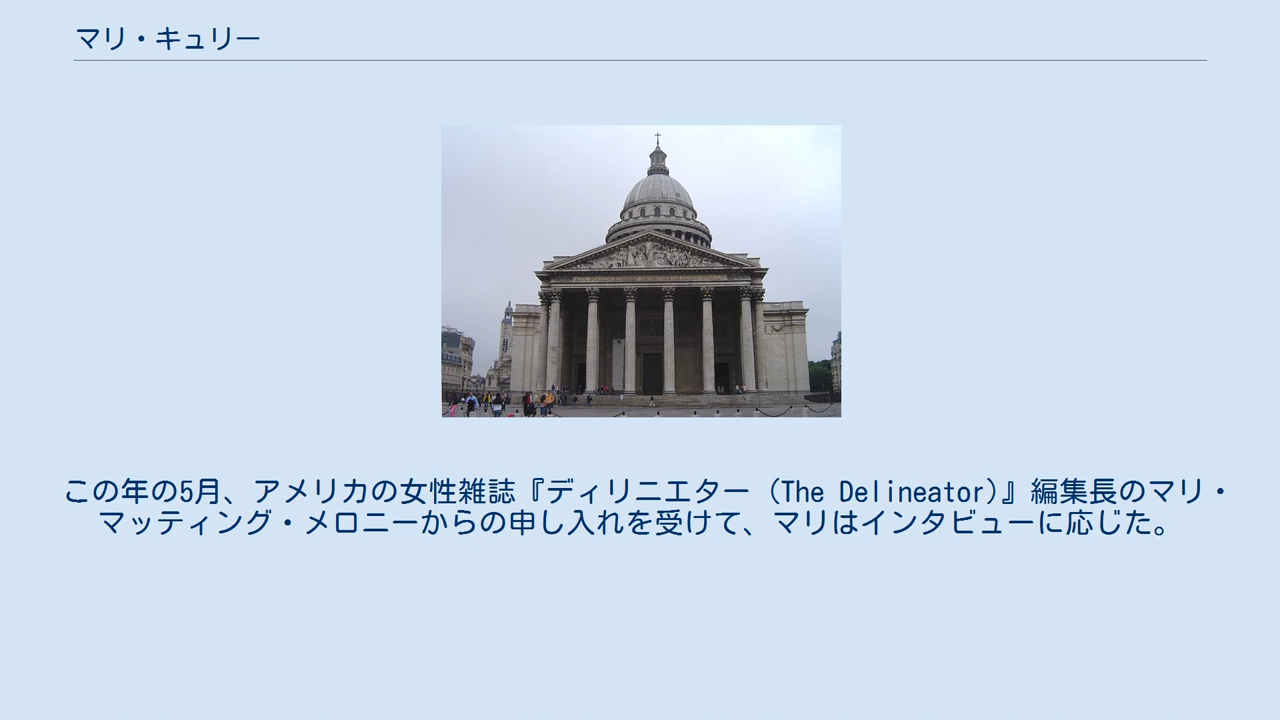 マリ・キュリー
この年の5月、アメリカの女性雑誌『ディリニエター (The Delineator)』編集長のマリ・
マッティング・メロニーからの申し入れを受けて、マリはインタビューに応じた。